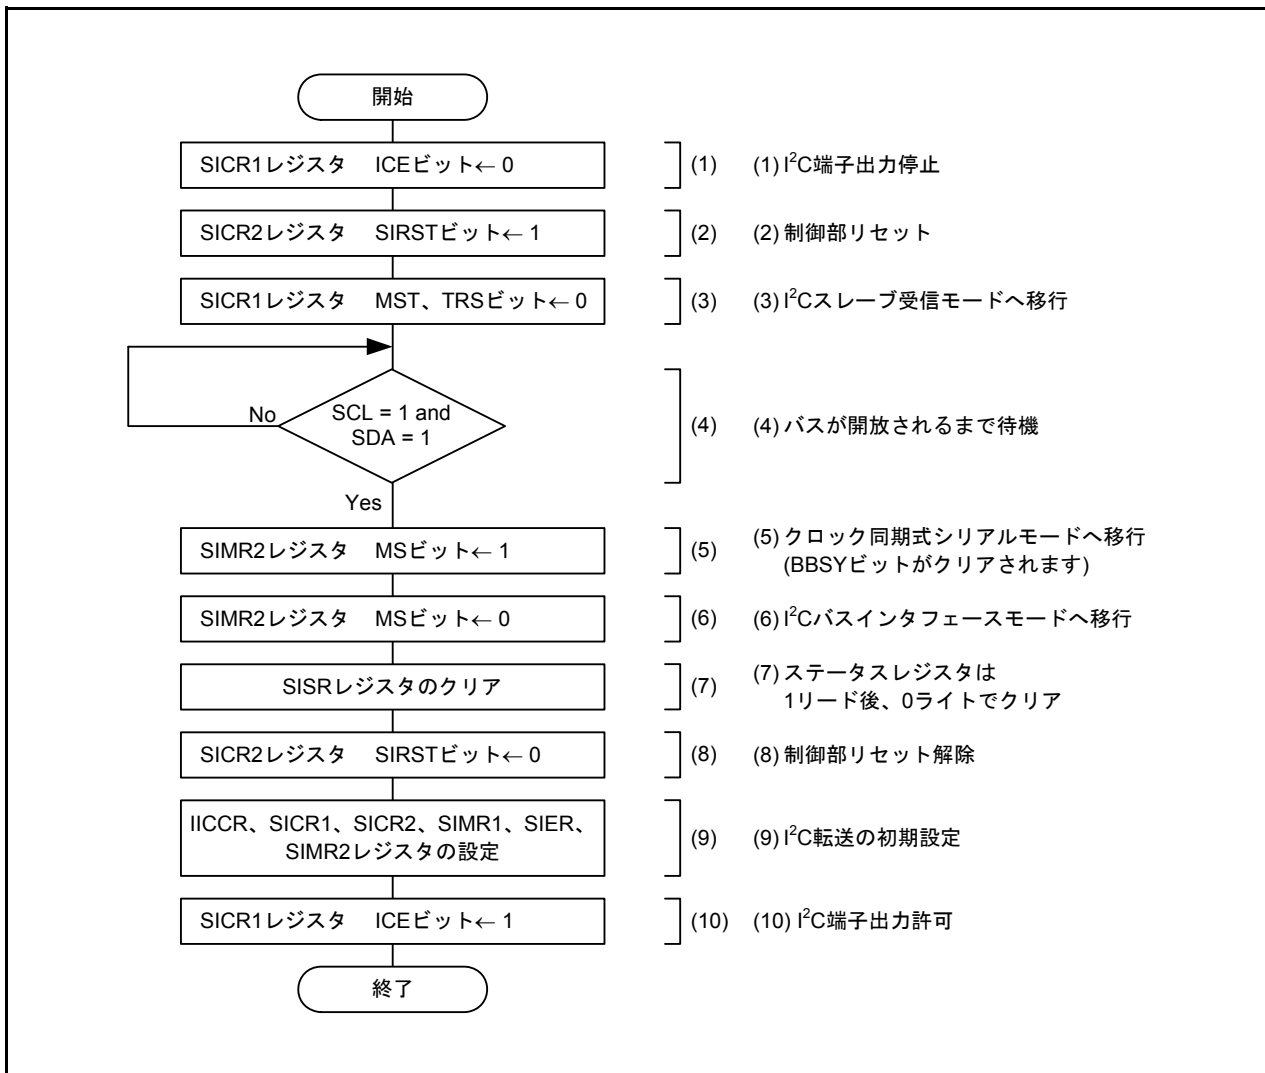 開始
SICR1レジスタ ICEビット← 0
(1)
(1) I²C端子出力停止
SICR2レジスタ SIRSTビット← 1
(2)
(2) 制御部リセット
SICR1レジスタ MST、TRSビット← 0
(3)
(3) I²Cスレーブ受信モードへ移行
No
SCL = 1 and
SDA = 1
(4)
(4) バスが開放されるまで待機
Yes
SIMR2レジスタ MSビット← 1
(5)
(5) クロック同期式シリアルモードへ移行
(BBSYビットがクリアされます)
SIMR2レジスタ MSビット← 0
(6)
(6) I²Cバスインタフェースモードへ移行
SISRレジスタのクリア
(7)
(7) ステータスレジスタは
1リード後、0ライトでクリア
SICR2レジスタ SIRSTビット← 0
(8)
(8) 制御部リセット解除
IICCR、SICR1、SICR2、SIMR1、SIER、
SIMR2レジスタの設定
(9)
(9) I²C転送の初期設定
SICR1レジスタ ICEビット← 1
(10)
(10) I²C端子出力許可
終了